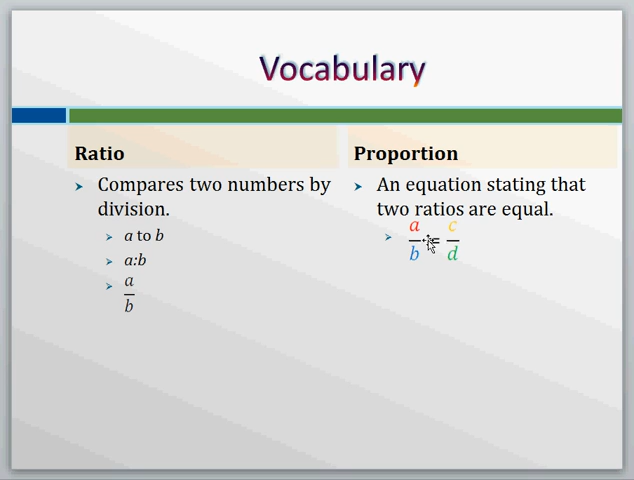 Vocabulary
Ratio
Compares two numbers by
division.
a to b
a:b
a
b
Proportion
An equation stating that
two ratios are equal.
a/b = c/d